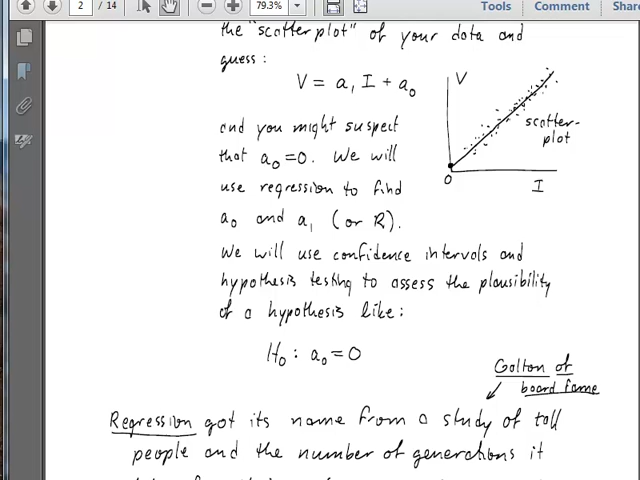 2 / 14
79.3%
Tools
Comment
Share
the "scatterplot" of your data and
guess:
V = a₁ I + a₀
and you might suspect
that a₀ = 0. We will
use regression to find
a₀ and a₁ (or R).
V
scatter-
plot
0
I
We will use confidence intervals and
hypothesis testing to assess the plausibility
of a hypothesis like:
H₀ : a₀ = 0
Galton of
board fame
Regression got its name from a study of tall
people and the number of generations it